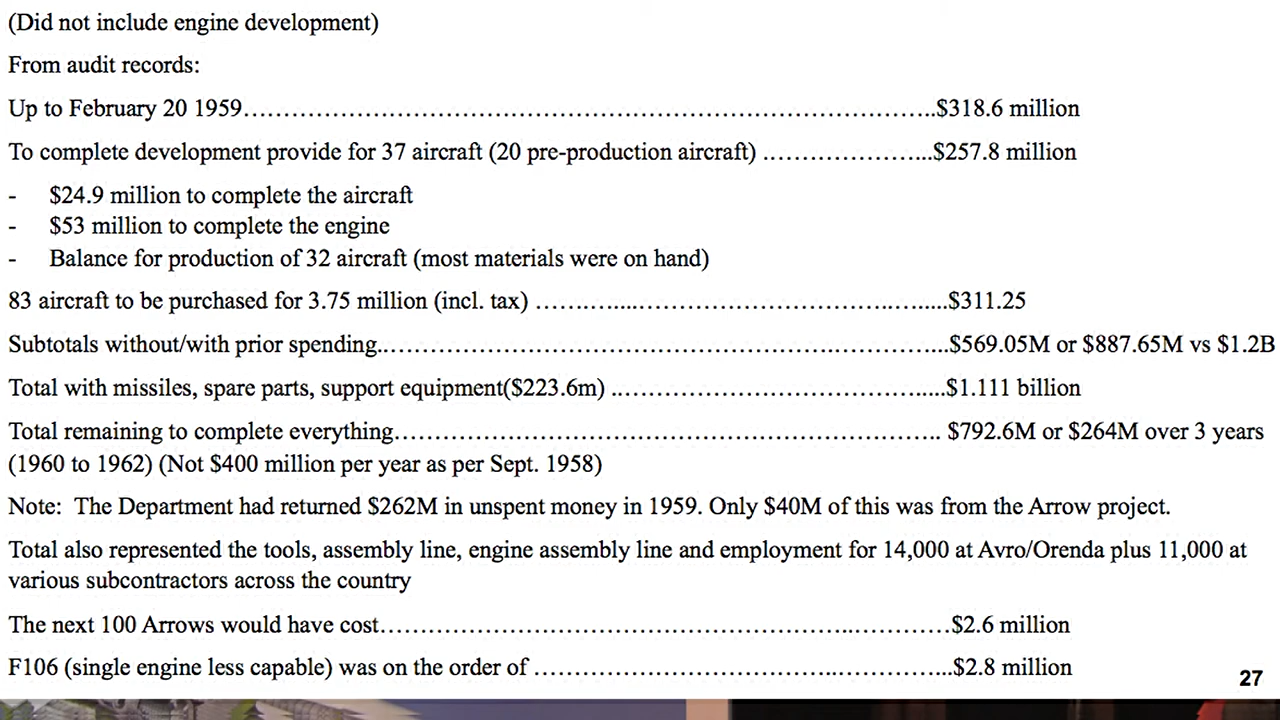 (Did not include engine development)
From audit records:
Up to February 20 1959……………………………………………………………………………..$318.6 million
To complete development provide for 37 aircraft (20 pre-production aircraft) …………………...$257.8 million
- $24.9 million to complete the aircraft
- $53 million to complete the engine
- Balance for production of 32 aircraft (most materials were on hand)
83 aircraft to be purchased for 3.75 million (incl. tax) ……….....…………………………..…......$311.25
Subtotals without/with prior spending..…………………………………………………..…………...$569.05M or $887.65M vs $1.2B
Total with missiles, spare parts, support equipment($223.6m) ..……………………………….....$1.111 billion
Total remaining to complete everything……………………………………………………………. $792.6M or $264M over 3 years
(1960 to 1962) (Not $400 million per year as per Sept. 1958)
Note: The Department had returned $262M in unspent money in 1959. Only $40M of this was from the Arrow project.
Total also represented the tools, assembly line, engine assembly line and employment for 14,000 at Avro/Orenda plus 11,000 at
various subcontractors across the country
The next 100 Arrows would have cost…………………………………………………..…………$2.6 million
F106 (single engine less capable) was on the order of ………………………………..…………...$2.8 million
27